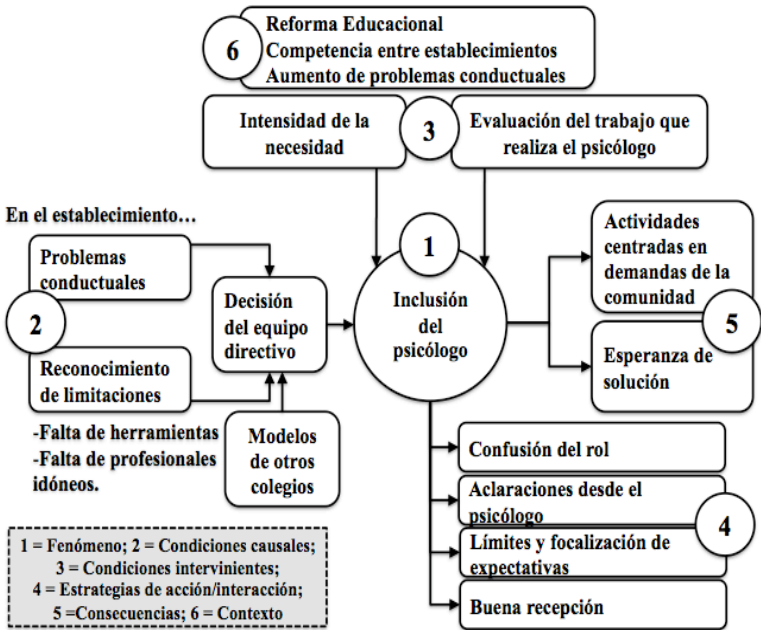 6
Reforma Educacional
Competencia entre establecimientos
Aumento de problemas conductuales
Intensidad de la
necesidad
3
Evaluación del trabajo que
realiza el psicólogo
En el establecimiento…
Problemas
conductuales
2
Reconocimiento
de limitaciones
-Falta de herramientas
-Falta de profesionales
idóneos.
Decisión
del equipo
directivo
Modelos
de otros
colegios
1
Inclusión
del
psicólogo
Actividades
centradas en
demandas de la
comunidad
5
Esperanza de
solución
Confusión del rol
Aclaraciones desde el
psicólogo
4
Límites y focalización de
expectativas
Buena recepción
1 = Fenómeno; 2 = Condiciones causales;
3 = Condiciones intervinientes;
4 = Estrategias de acción/interacción;
5 =Consecuencias; 6 = Contexto